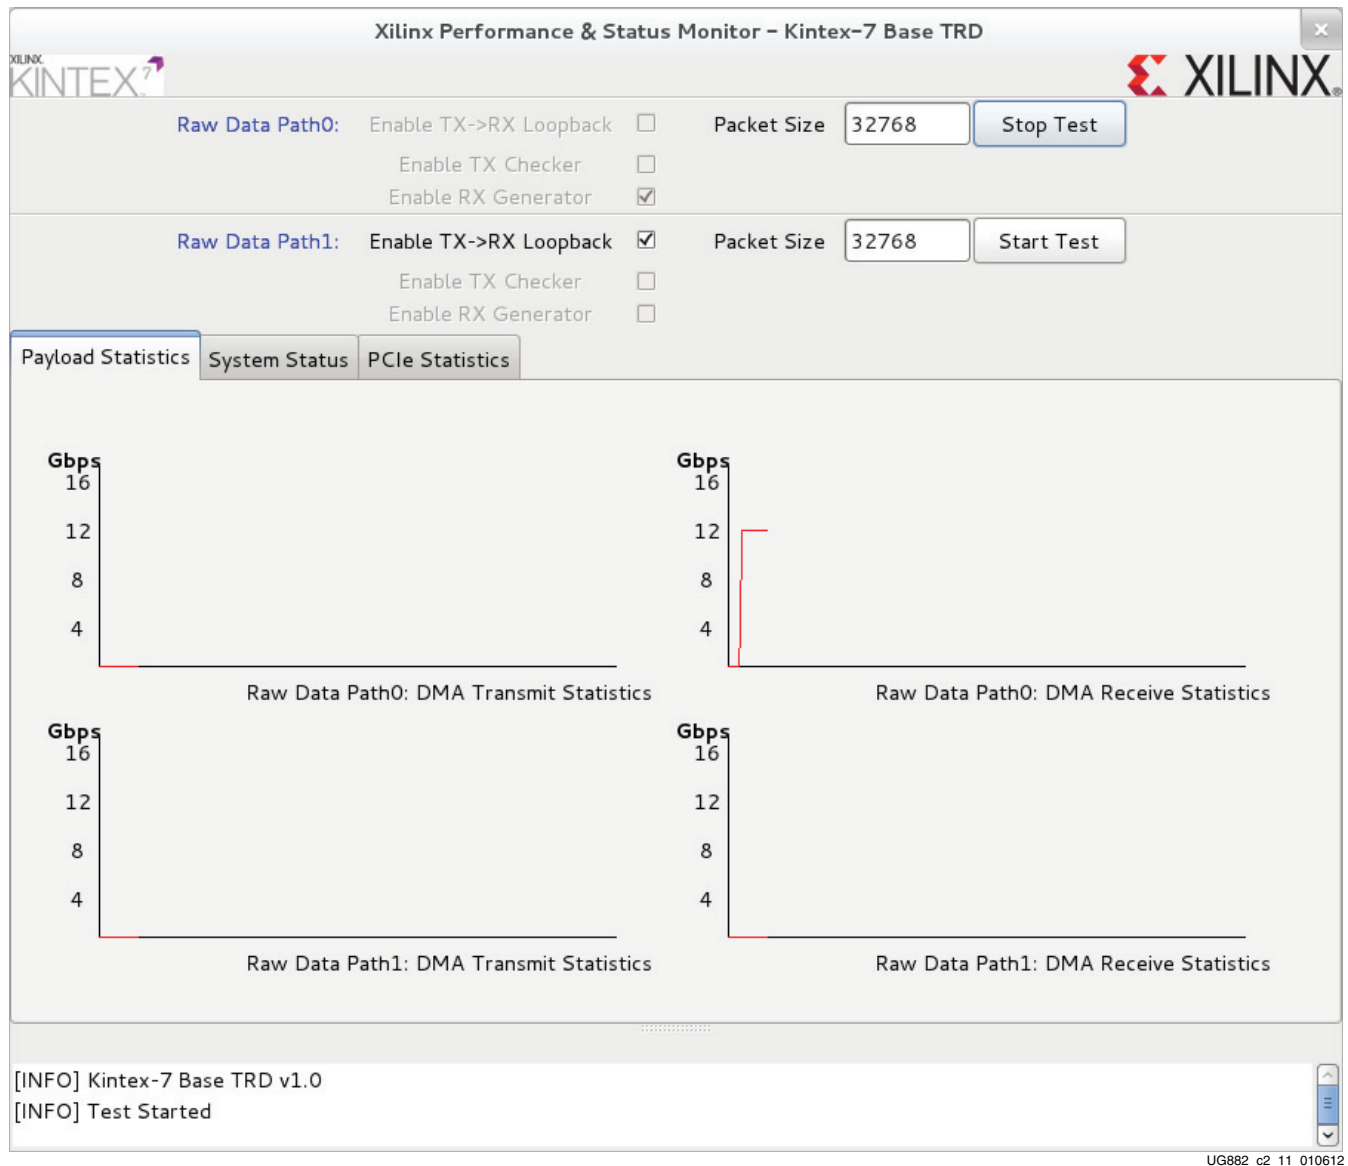 Xilinx Performance & Status Monitor – Kintex-7 Base TRD
XILINX
KINTEX 7
XILINX
Raw Data Path0: Enable TX->RX Loopback Packet Size 32768 Stop Test
Enable TX Checker
Enable RX Generator
Raw Data Path1: Enable TX->RX Loopback Packet Size 32768 Start Test
Enable TX Checker
Enable RX Generator
Payload Statistics System Status PCIe Statistics
Gbps Gbps
16 16
12 12
8 8
4 4
Raw Data Path0: DMA Transmit Statistics Raw Data Path0: DMA Receive Statistics
Gbps Gbps
16 16
12 12
8 8
4 4
Raw Data Path1: DMA Transmit Statistics Raw Data Path1: DMA Receive Statistics
[INFO] Kintex-7 Base TRD v1.0
[INFO] Test Started
UG882_c2_11_010612